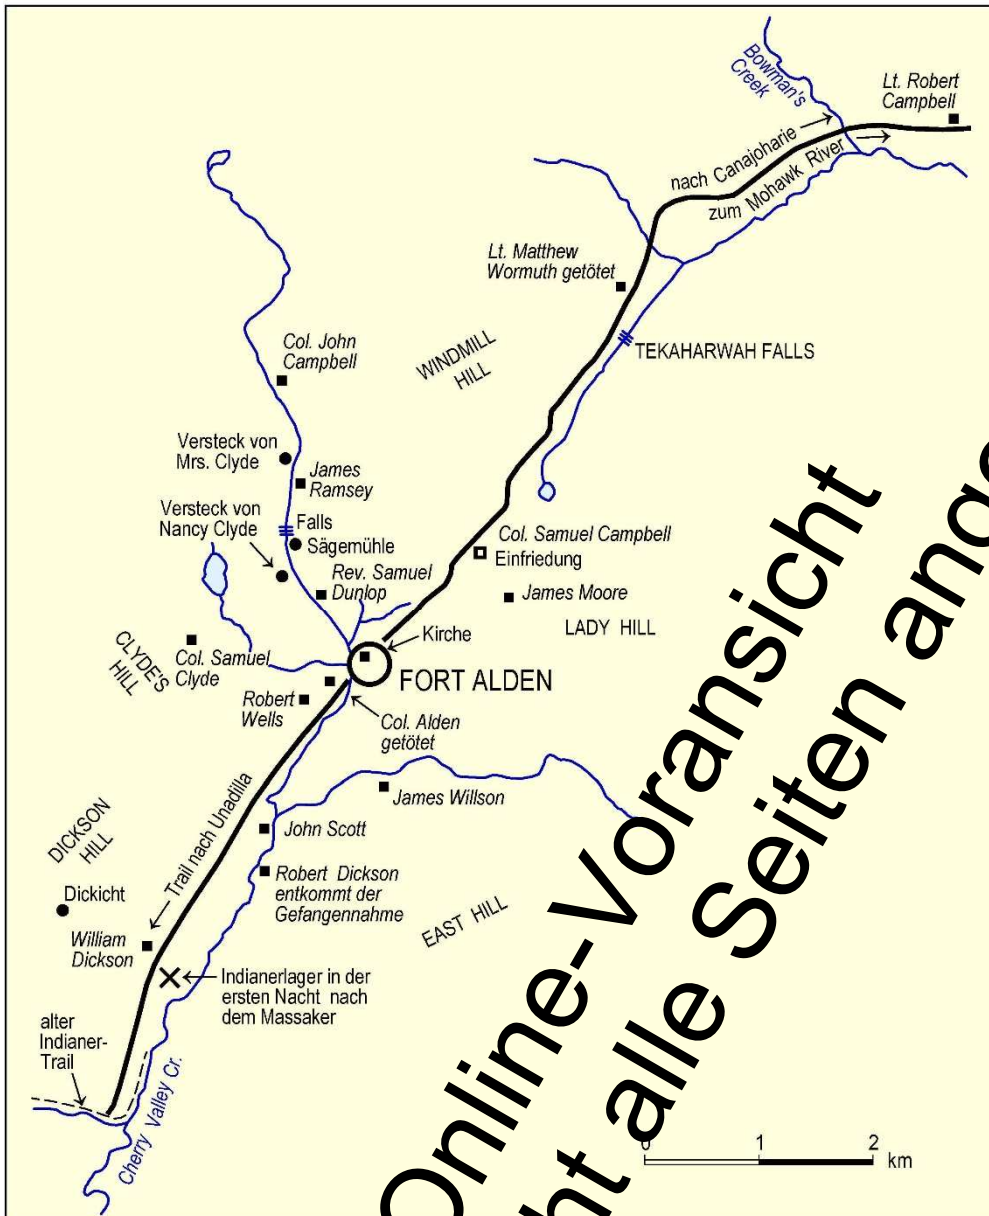 Bowman's
Creek
Lt. Robert
Campbell
nach Canajoharie
zum Mohawk River
Lt. Matthew
Wormuth getötet
Col. John
Campbell
WINDMILL
HILL
TEKAHARWAH FALLS
Versteck von
Mrs. Clyde
James
Ramsey
Versteck von
Nancy Clyde
Falls
Sägemühle
Col. Samuel Campbell
Einfriedung
Rev. Samuel
Dunlop
James Moore
LADY HILL
Kirche
CLYDE'S
HILL
Col. Samuel
Clyde
FORT ALDEN
Robert
Wells
Col. Alden
getötet
James Willson
Trail nach Unadilla
John Scott
DICKSON
HILL
Robert Dickson
entkommt der
Gefangennahme
Dickicht
EAST HILL
William
Dickson
Indianerlager in der
ersten Nacht nach
dem Massaker
alter
Indianer-
Trail
Cherry Valley Cr.
0 1 2
km
Online-Voransicht
alle Seiten